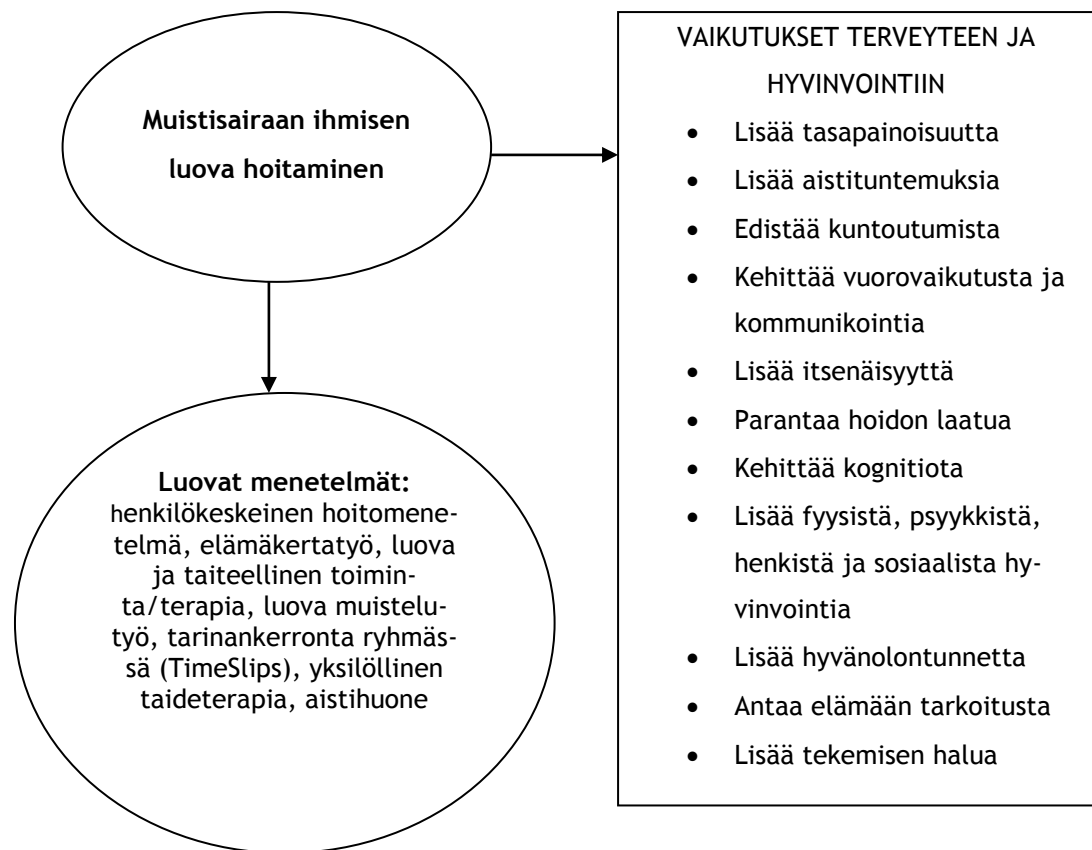 Muistisairaan ihmisen
luova hoitaminen
Luovat menetelmät:
henkilökeskeinen hoitomene-
telmä, elämäkertatyö, luova
ja taiteellinen toimin-
ta/terapia, luova muistelu-
työ, tarinankerronta ryhmäs-
sä (TimeSlips), yksilöllinen
taideterapia, aistihuone
VAIKUTUKSET TERVEYTEEN JA
HYVINVOINTIIN
• Lisää tasapainoisuutta
• Lisää aistituntemuksia
• Edistää kuntoutumista
• Kehittää vuorovaikutusta ja
kommunikointia
• Lisää itsenäisyyttä
• Parantaa hoidon laatua
• Kehittää kognitiota
• Lisää fyysistä, psyykkistä,
henkistä ja sosiaalista hy-
vinvointia
• Lisää hyvänolontunnetta
• Antaa elämään tarkoitusta
• Lisää tekemisen halua